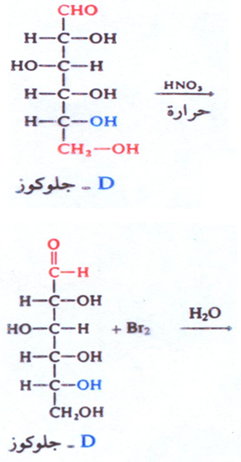 CHO
H—C—OH
HO—C—H
H—C—OH
H—C—OH
CH₂—OH
HNO₃
حرارة
D ـ جلوكوز
O
C—H
H—C—OH
HO—C—H
H—C—OH
H—C—OH
CH₂OH
+ Br₂
H₂O
D ـ جلوكوز